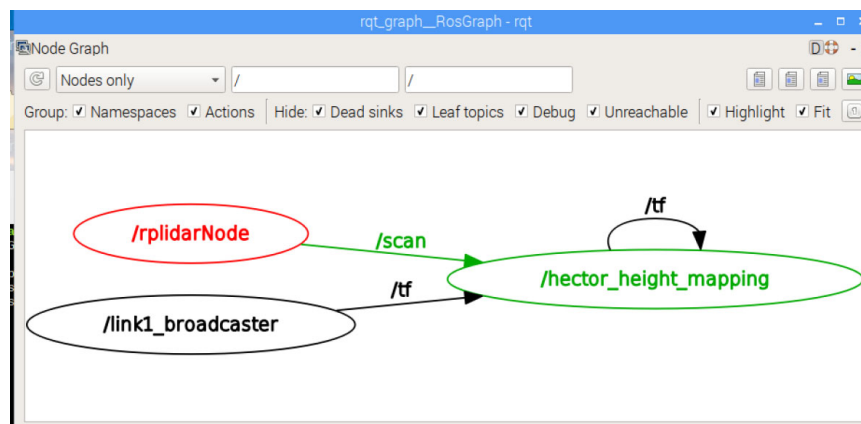 rqt_graph__RosGraph - rqt
Node Graph
D
Nodes only
/
/
Group: Namespaces Actions Hide: Dead sinks Leaf topics Debug Unreachable Highlight Fit
/tf
/rplidarNode
/scan
/hector_height_mapping
/tf
/link1_broadcaster